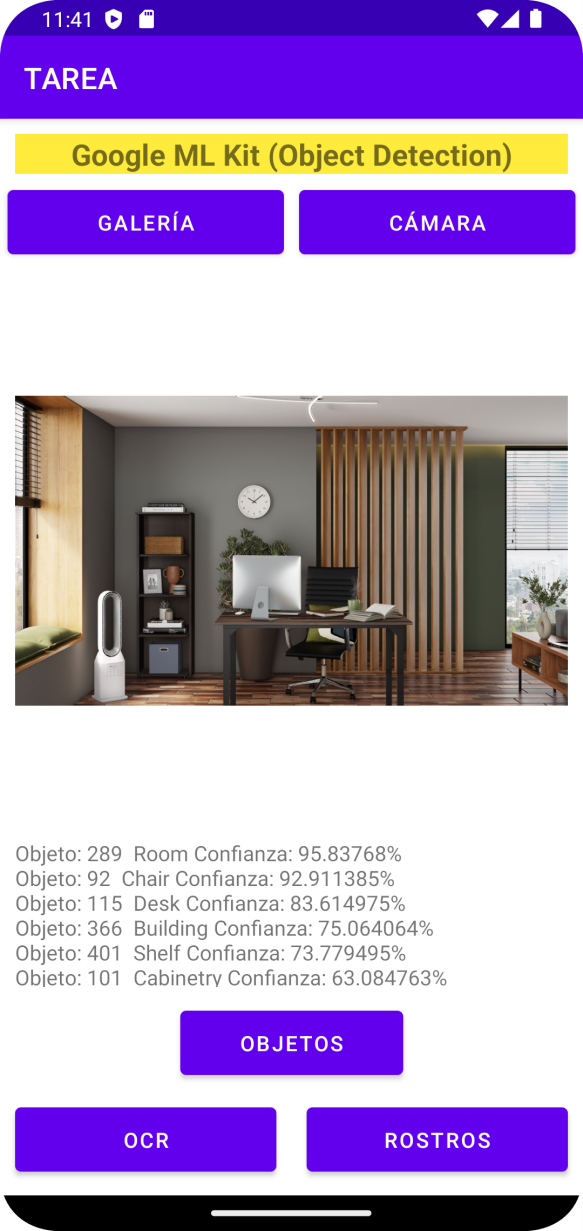 11:41
TAREA
Google ML Kit (Object Detection)
GALERÍA
CÁMARA
Objeto: 289  Room Confianza: 95.83768%
Objeto: 92  Chair Confianza: 92.911385%
Objeto: 115  Desk Confianza: 83.614975%
Objeto: 366  Building Confianza: 75.064064%
Objeto: 401  Shelf Confianza: 73.779495%
Objeto: 101  Cabinetry Confianza: 63.084763%
OBJETOS
OCR
ROSTROS